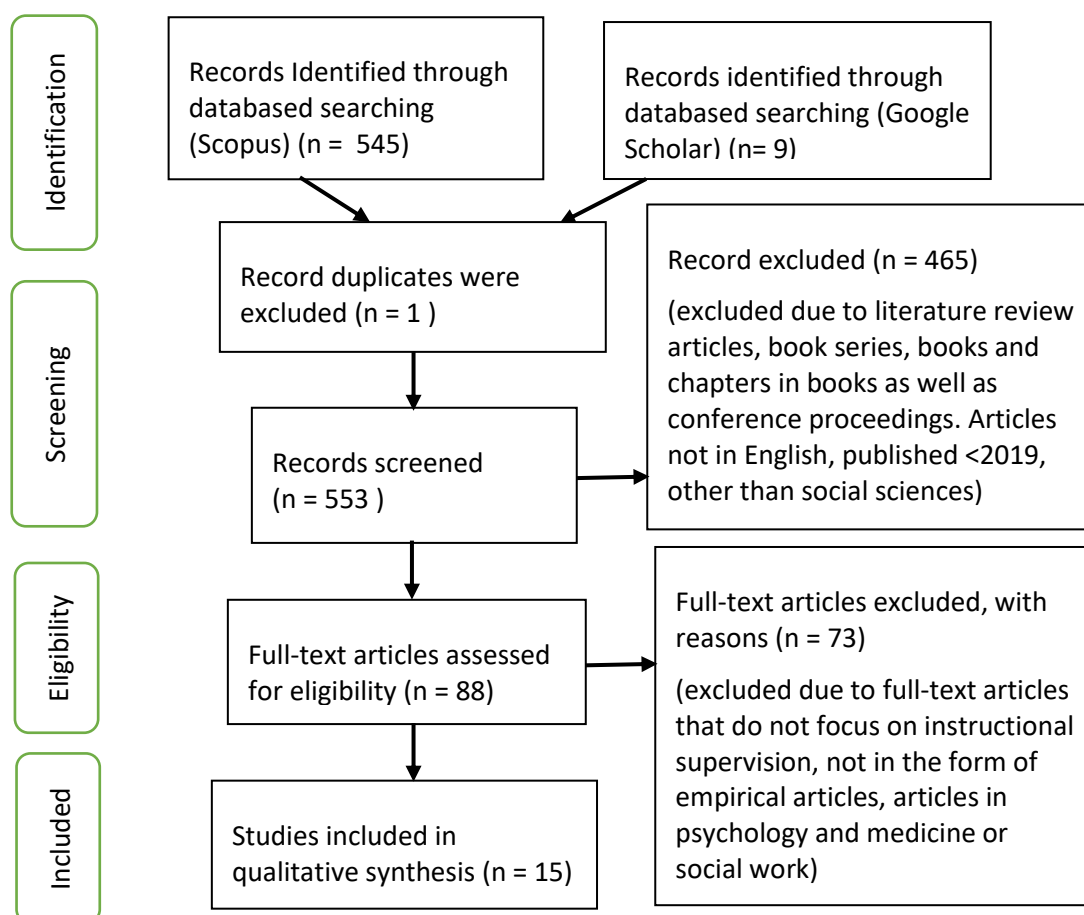 Identification
Records Identified through
databased searching
(Scopus) (n = 545)
Records identified through
databased searching (Google
Scholar) (n= 9)
Screening
Record duplicates were
excluded (n = 1 )
Record excluded (n = 465)
(excluded due to literature review
articles, book series, books and
chapters in books as well as
conference proceedings. Articles
not in English, published <2019,
other than social sciences)
Records screened
(n = 553 )
Eligibility
Full-text articles assessed
for eligibility (n = 88)
Full-text articles excluded, with
reasons (n = 73)
(excluded due to full-text articles
that do not focus on instructional
supervision, not in the form of
empirical articles, articles in
psychology and medicine or
social work)
Included
Studies included in
qualitative synthesis (n = 15)